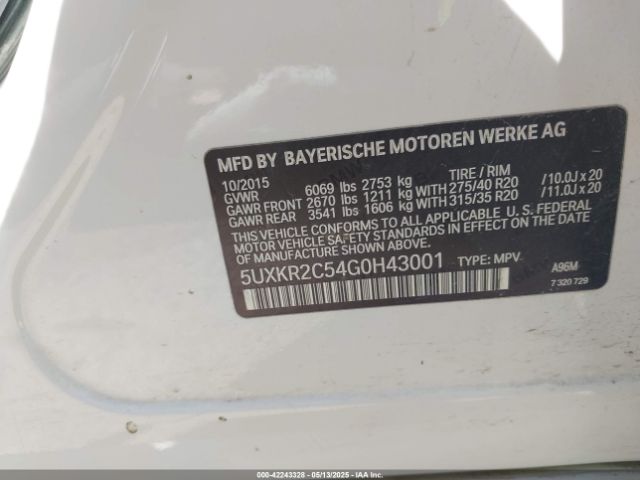 MFD BY BAYERISCHE MOTOREN WERKE AG
10/2015 TIRE / RIM
GVWR 6069 lbs 2753 kg
GAWR FRONT 2670 lbs 1211 kg WITH 275/40 R20 /10.0J x 20
GAWR REAR 3541 lbs 1606 kg WITH 315/35 R20 /11.0J x 20
THIS VEHICLE CONFORMS TO ALL APPLICABLE U. S. FEDERAL
MOTOR VEHICLE SAFETY STANDARDS IN EFFECT ON THE DATE
OF MANUFACTURE SHOWN ABOVE.
5UXKR2C54G0H43001 TYPE: MPV
A96M
7 320 729
000-42243328 - 05/13/2025 - IAAI.COM